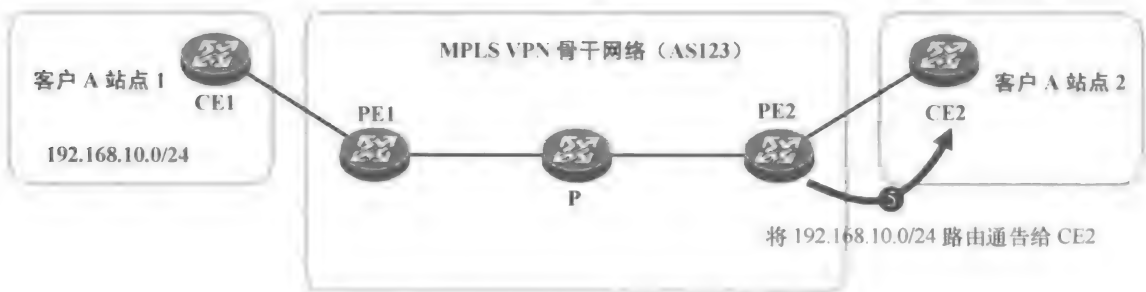 MPLS VPN 骨干网络（AS123）
客户 A 站点 1
CE1
192.168.10.0/24
PE1
P
PE2
CE2
客户 A 站点 2
5
将 192.168.10.0/24 路由通告给 CE2